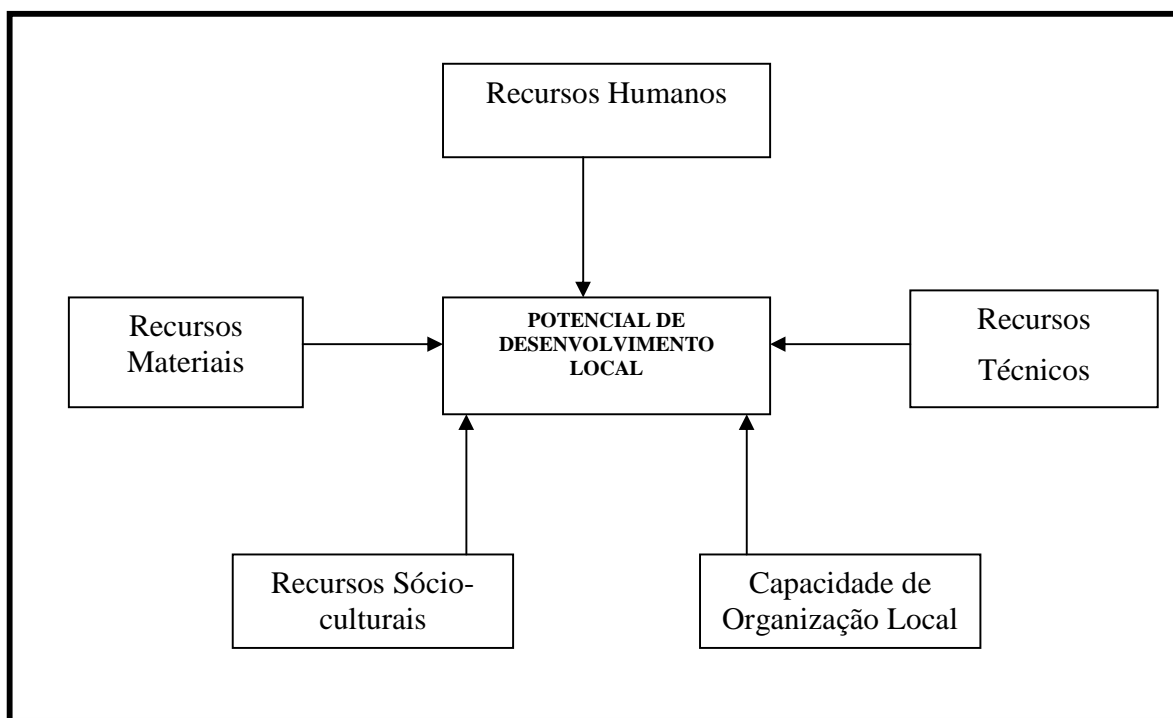 Recursos Humanos
Recursos
Materiais
POTENCIAL DE
DESENVOLVIMENTO
LOCAL
Recursos
Técnicos
Recursos Sócio-
culturais
Capacidade de
Organização Local